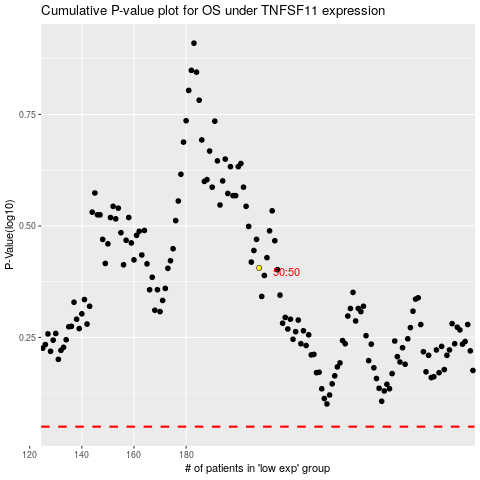 Cumulative P-value plot for OS under TNFSF11 expression
P-Value(log10)
0.75
0.50
0.25
50:50
120 140 160 180
# of patients in 'low exp' group